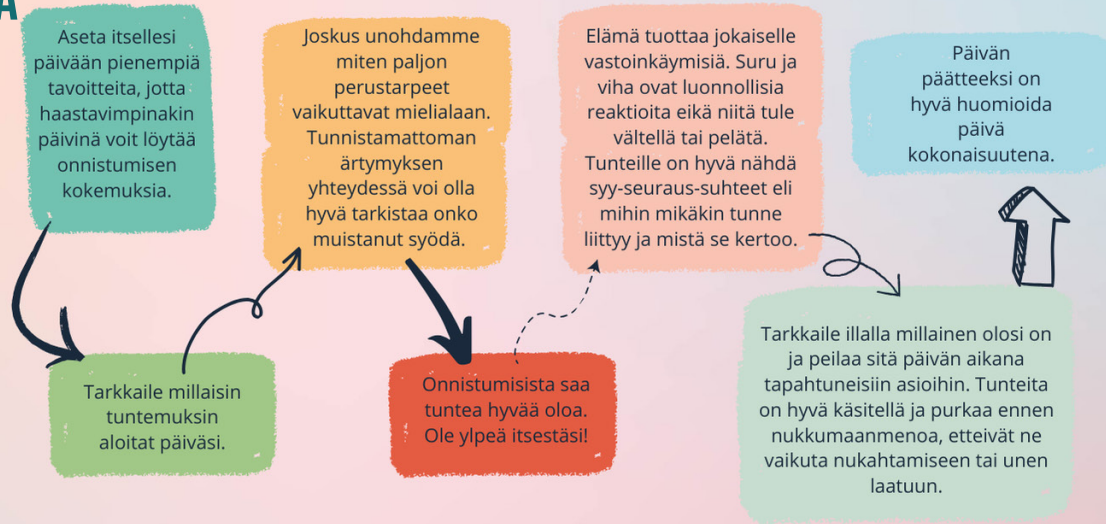 A
Aseta itsellesi
päivään pienempiä
tavoitteita, jotta
haastavimpinakin
päivinä voit löytää
onnistumisen
kokemuksia.
Tarkkaile millaisin
tuntemuksin
aloitat päiväsi.
Joskus unohdamme
miten paljon
perustarpeet
vaikuttavat mielialaan.
Tunnistamattoman
ärtymyksen
yhteydessä voi olla
hyvä tarkistaa onko
muistanut syödä.
Onnistumisista saa
tuntea hyvää oloa.
Ole ylpeä itsestäsi!
Elämä tuottaa jokaiselle
vastoinkäymisiä. Suru ja
viha ovat luonnollisia
reaktioita eikä niitä tule
vältellä tai pelätä.
Tunteille on hyvä nähdä
syy-seuraus-suhteet eli
mihin mikäkin tunne
liittyy ja mistä se kertoo.
Tarkkaile illalla millainen olosi on
ja peilaa sitä päivän aikana
tapahtuneisiin asioihin. Tunteita
on hyvä käsitellä ja purkaa ennen
nukkumaanmenoa, etteivät ne
vaikuta nukahtamiseen tai unen
laatuun.
Päivän
päätteeksi on
hyvä huomioida
päivä
kokonaisuutena.